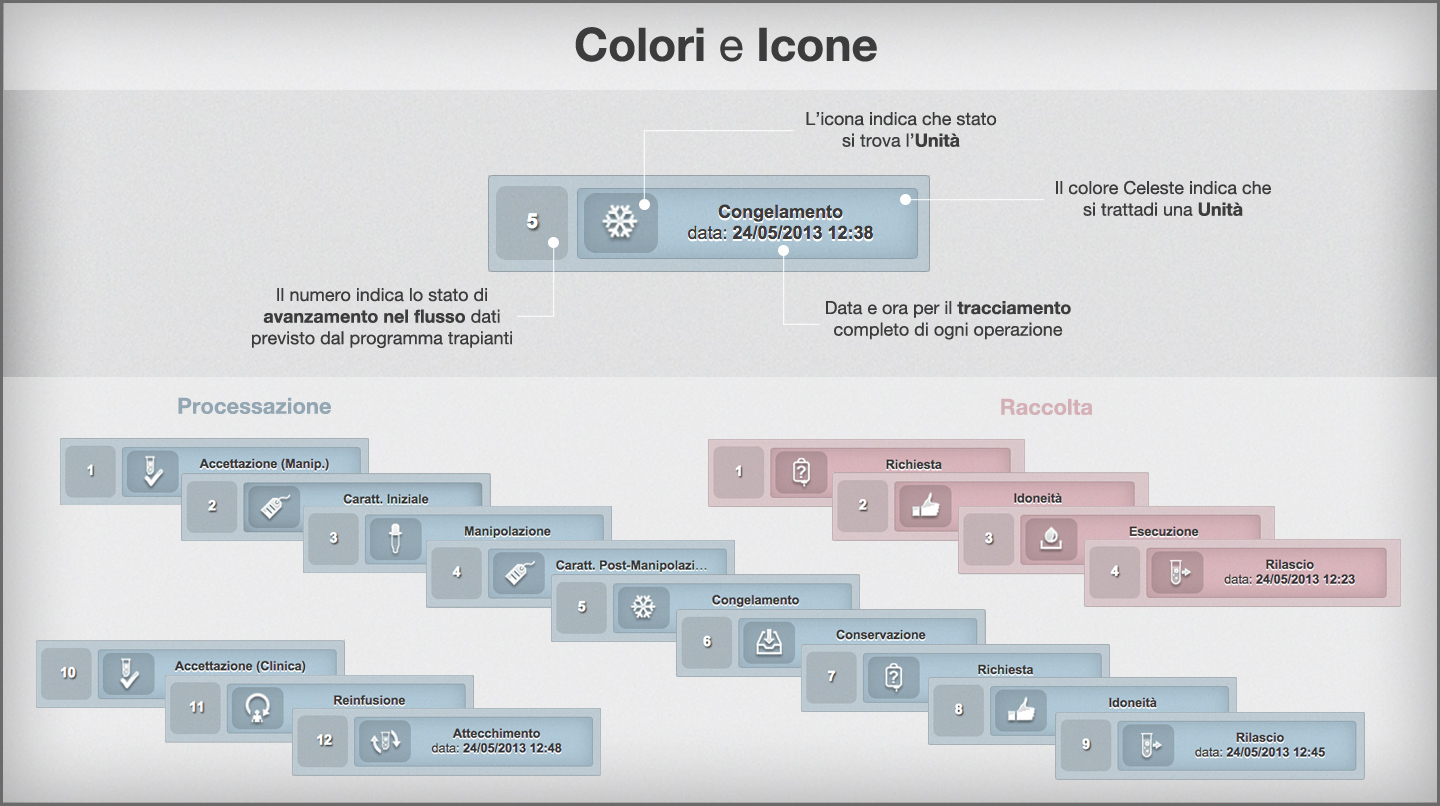 Colori e Icone
L'icona indica che stato
si trova l'Unità
Il colore Celeste indica che
si trattadi una Unità
5
Congelamento
data: 24/05/2013 12:38
Il numero indica lo stato di
avanzamento nel flusso dati
previsto dal programma trapianti
Data e ora per il tracciamento
completo di ogni operazione
Processazione
1
Accettazione (Manip.)
2
Caratt. Iniziale
3
Manipolazione
4
Caratt. Post-Manipolazi…
5
Congelamento
6
Conservazione
7
Richiesta
8
Idoneità
9
Rilascio
data: 24/05/2013 12:45
10
Accettazione (Clinica)
11
Reinfusione
12
Attecchimento
data: 24/05/2013 12:48
Raccolta
1
?
Richiesta
2
Idoneità
3
Esecuzione
4
Rilascio
data: 24/05/2013 12:23